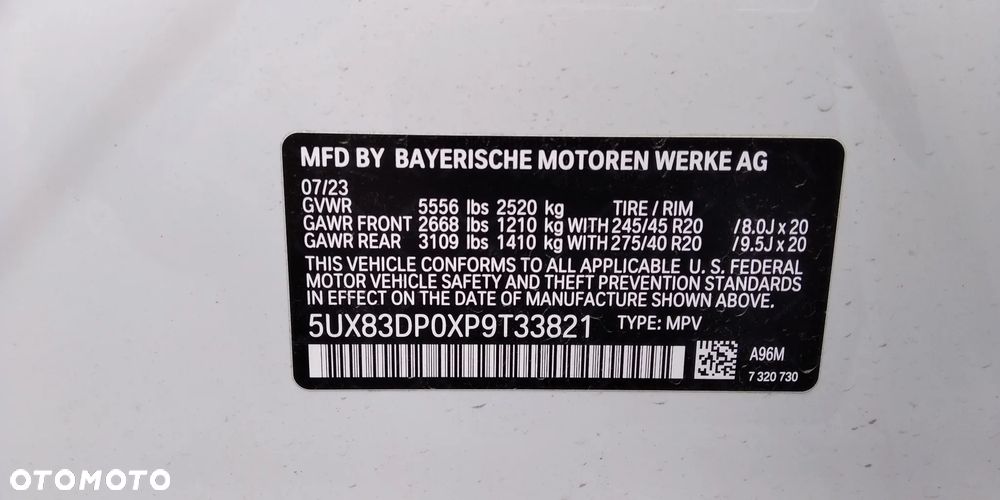 MFD BY BAYERISCHE MOTOREN WERKE AG
07/23
GVWR 5556 lbs 2520 kg TIRE / RIM
GAWR FRONT 2668 lbs 1210 kg WITH 245/45 R20 /8.0J x 20
GAWR REAR 3109 lbs 1410 kg WITH 275/40 R20 /9.5J x 20
THIS VEHICLE CONFORMS TO ALL APPLICABLE U. S. FEDERAL
MOTOR VEHICLE SAFETY AND THEFT PREVENTION STANDARDS
IN EFFECT ON THE DATE OF MANUFACTURE SHOWN ABOVE.
5UX83DP0XP9T33821 TYPE: MPV
A96M
7 320 730
OTOMOTO